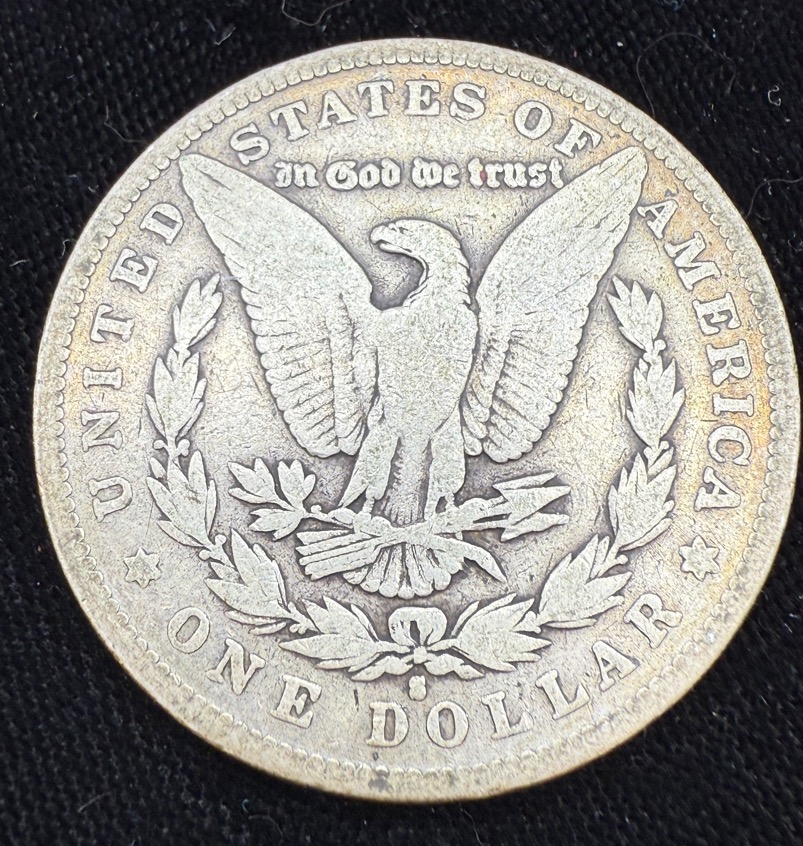 UNITED STATES OF AMERICA
In God we trust
S
ONE DOLLAR